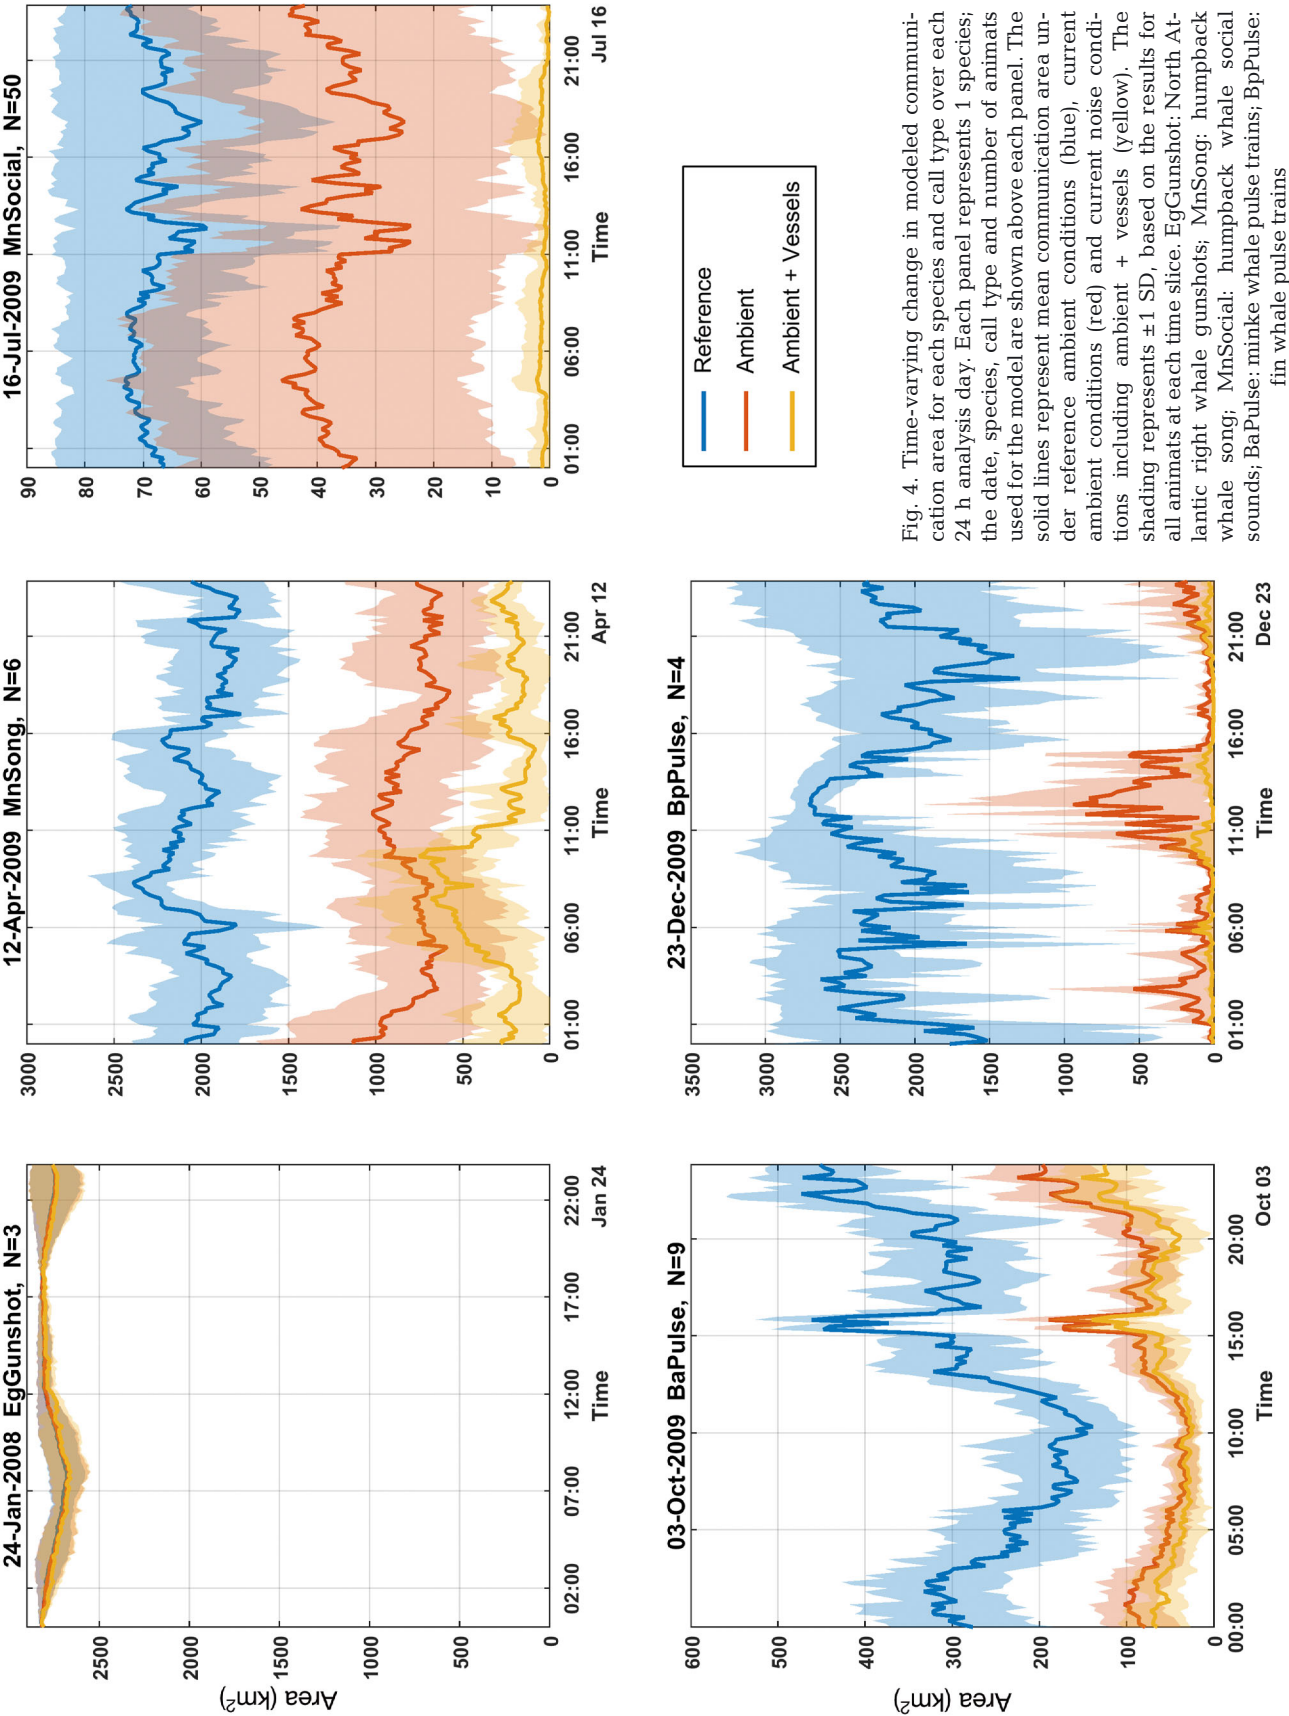 24-Jan-2008 EgGunshot, N=3
Area (km2)
2500
2000
1500
1000
500
0
02:00 07:00 12:00 17:00 22:00
Time
Jan 24
12-Apr-2009 MnSong, N=6
3000
2500
2000
1500
1000
500
0
01:00 06:00 11:00 16:00 21:00
Time
Apr 12
16-Jul-2009 MnSocial, N=50
90
80
70
60
50
40
30
20
10
0
01:00 06:00 11:00 16:00 21:00
Time
Jul 16
03-Oct-2009 BaPulse, N=9
Area (km2)
600
500
400
300
200
100
0
00:00 05:00 10:00 15:00 20:00
Time
Oct 03
23-Dec-2009 BpPulse, N=4
3500
3000
2500
2000
1500
1000
500
0
01:00 06:00 11:00 16:00 21:00
Time
Dec 23
Reference
Ambient
Ambient + Vessels
Fig. 4. Time-varying change in modeled communi-
cation area for each species and call type over each
24 h analysis day. Each panel represents 1 species;
the date, species, call type and number of animats
used for the model are shown above each panel. The
solid lines represent mean communication area un-
der reference ambient conditions (blue), current
ambient conditions (red) and current noise condi-
tions including ambient + vessels (yellow). The
shading represents ±1 SD, based on the results for
all animats at each time slice. EgGunshot: North At-
lantic right whale gunshots; MnSong: humpback
whale song; MnSocial: humpback whale social
sounds; BaPulse: minke whale pulse trains; BpPulse:
fin whale pulse trains